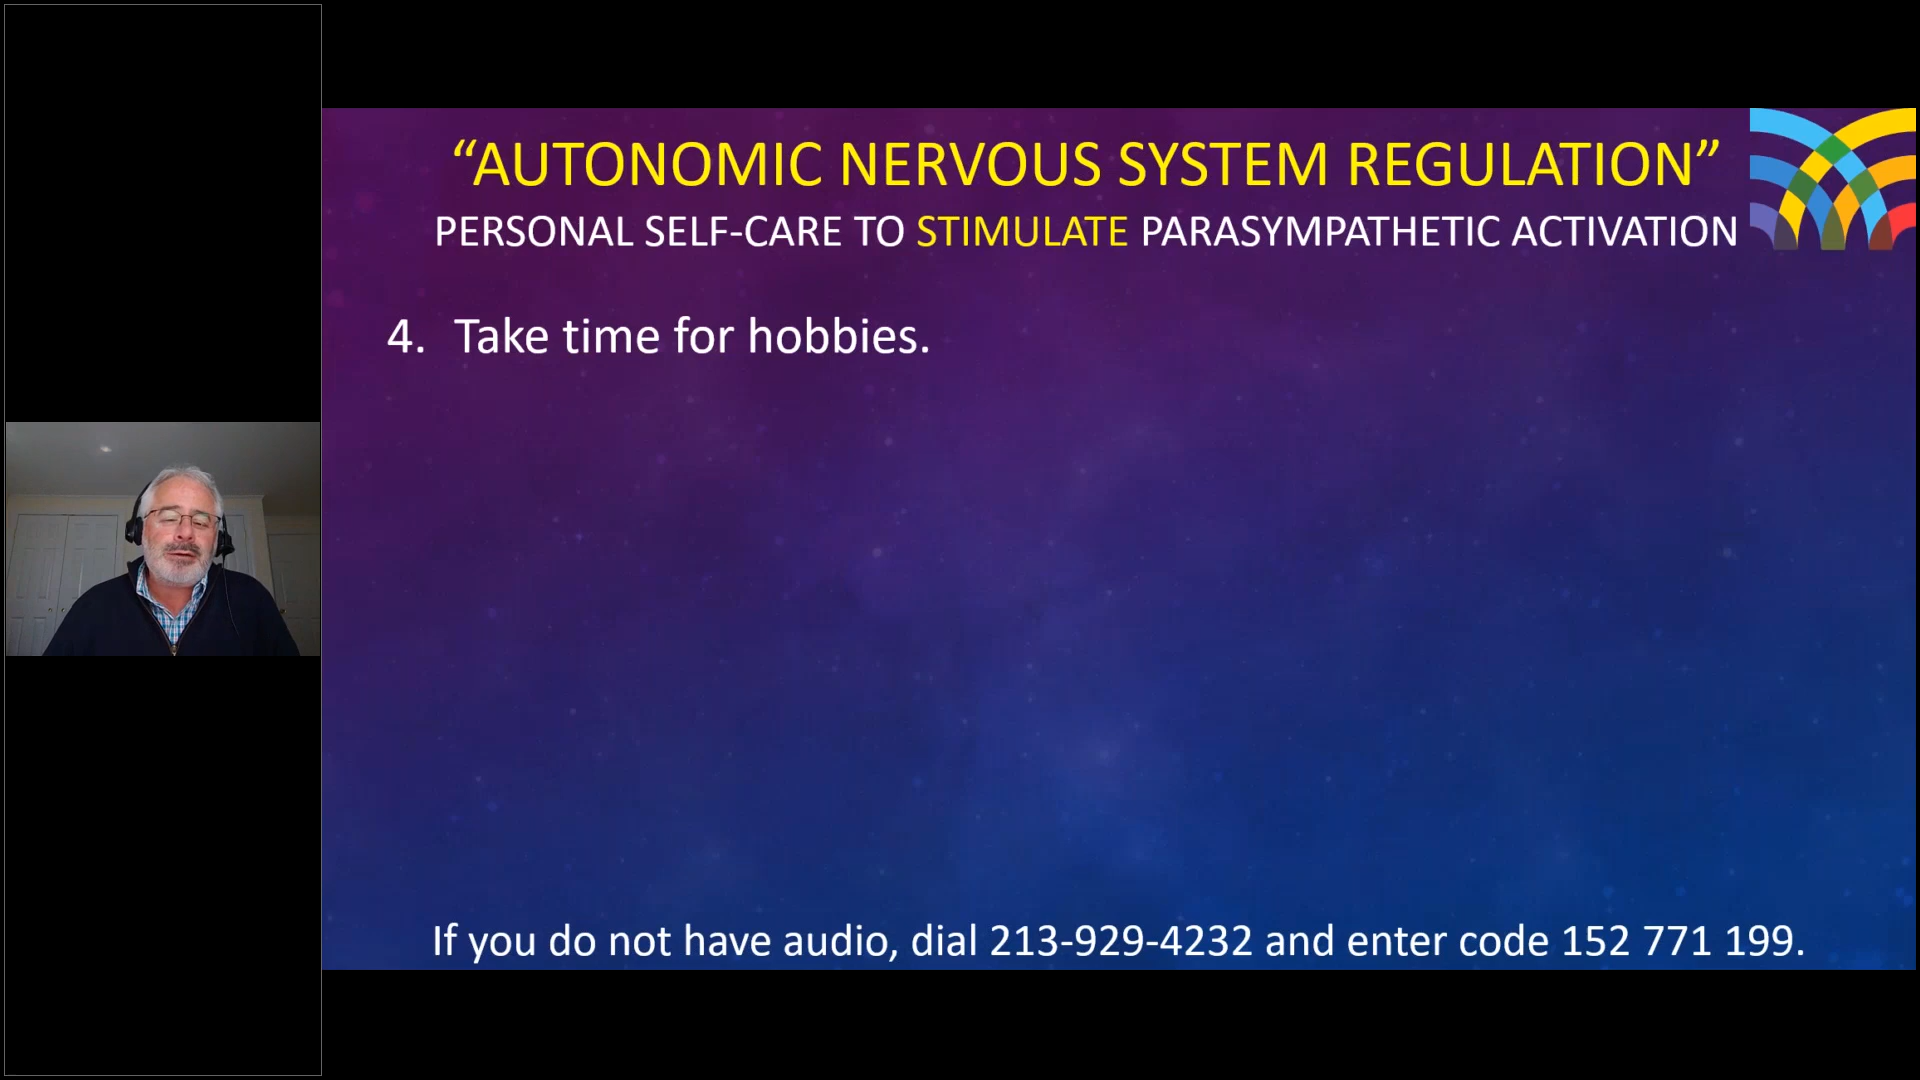 “AUTONOMIC NERVOUS SYSTEM REGULATION”
PERSONAL SELF-CARE TO STIMULATE PARASYMPATHETIC ACTIVATION
4. Take time for hobbies.
If you do not have audio, dial 213-929-4232 and enter code 152 771 199.